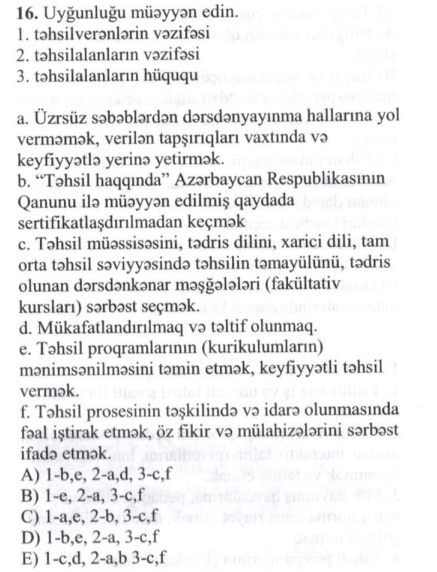 16. Uyğunluğu müəyyən edin.
1. təhsilverənlərin vəzifəsi
2. təhsilalanların vəzifəsi
3. təhsilalanların hüququ
a. Üzrsüz səbəblərdən dərsdənyayınma hallarına yol
verməmək, verilən tapşırıqları vaxtında və
keyfiyyətlə yerinə yetirmək.
b. “Təhsil haqqında” Azərbaycan Respublikasının
Qanunu ilə müəyyən edilmiş qaydada
sertifikatlaşdırılmadan keçmək
c. Təhsil müəssisəsini, tədris dilini, xarici dili, tam
orta təhsil səviyyəsində təhsilin təmayülünü, tədris
olunan dərsdənkənar məşğələləri (fakültativ
kursları) sərbəst seçmək.
d. Mükafatlandırılmaq və təltif olunmaq.
e. Təhsil proqramlarının (kurikulumların)
mənimsənilməsini təmin etmək, keyfiyyətli təhsil
vermək.
f. Təhsil prosesinin təşkilində və idarə olunmasında
fəal iştirak etmək, öz fikir və mülahizələrini sərbəst
ifadə etmək.
A) 1-b,e, 2-a,d, 3-c,f
B) 1-e, 2-a, 3-c,f
C) 1-a,e, 2-b, 3-c,f
D) 1-b,e, 2-a, 3-c,f
E) 1-c,d, 2-a,b 3-c,f